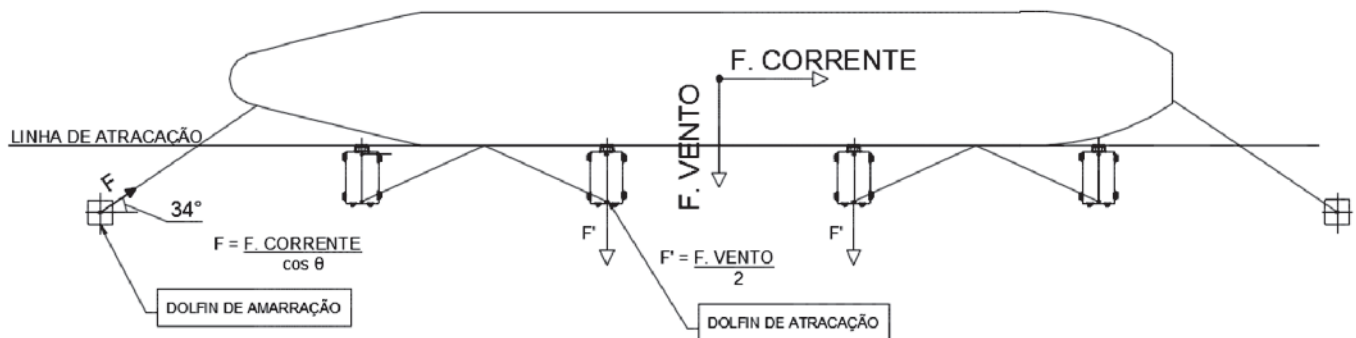 F. CORRENTE
F. VENTO
LINHA DE ATRACAÇÃO
F
34°
F = F. CORRENTE
cos θ
F'
F' = F. VENTO
2
F'
DOLFIN DE AMARRAÇÃO
DOLFIN DE ATRACAÇÃO